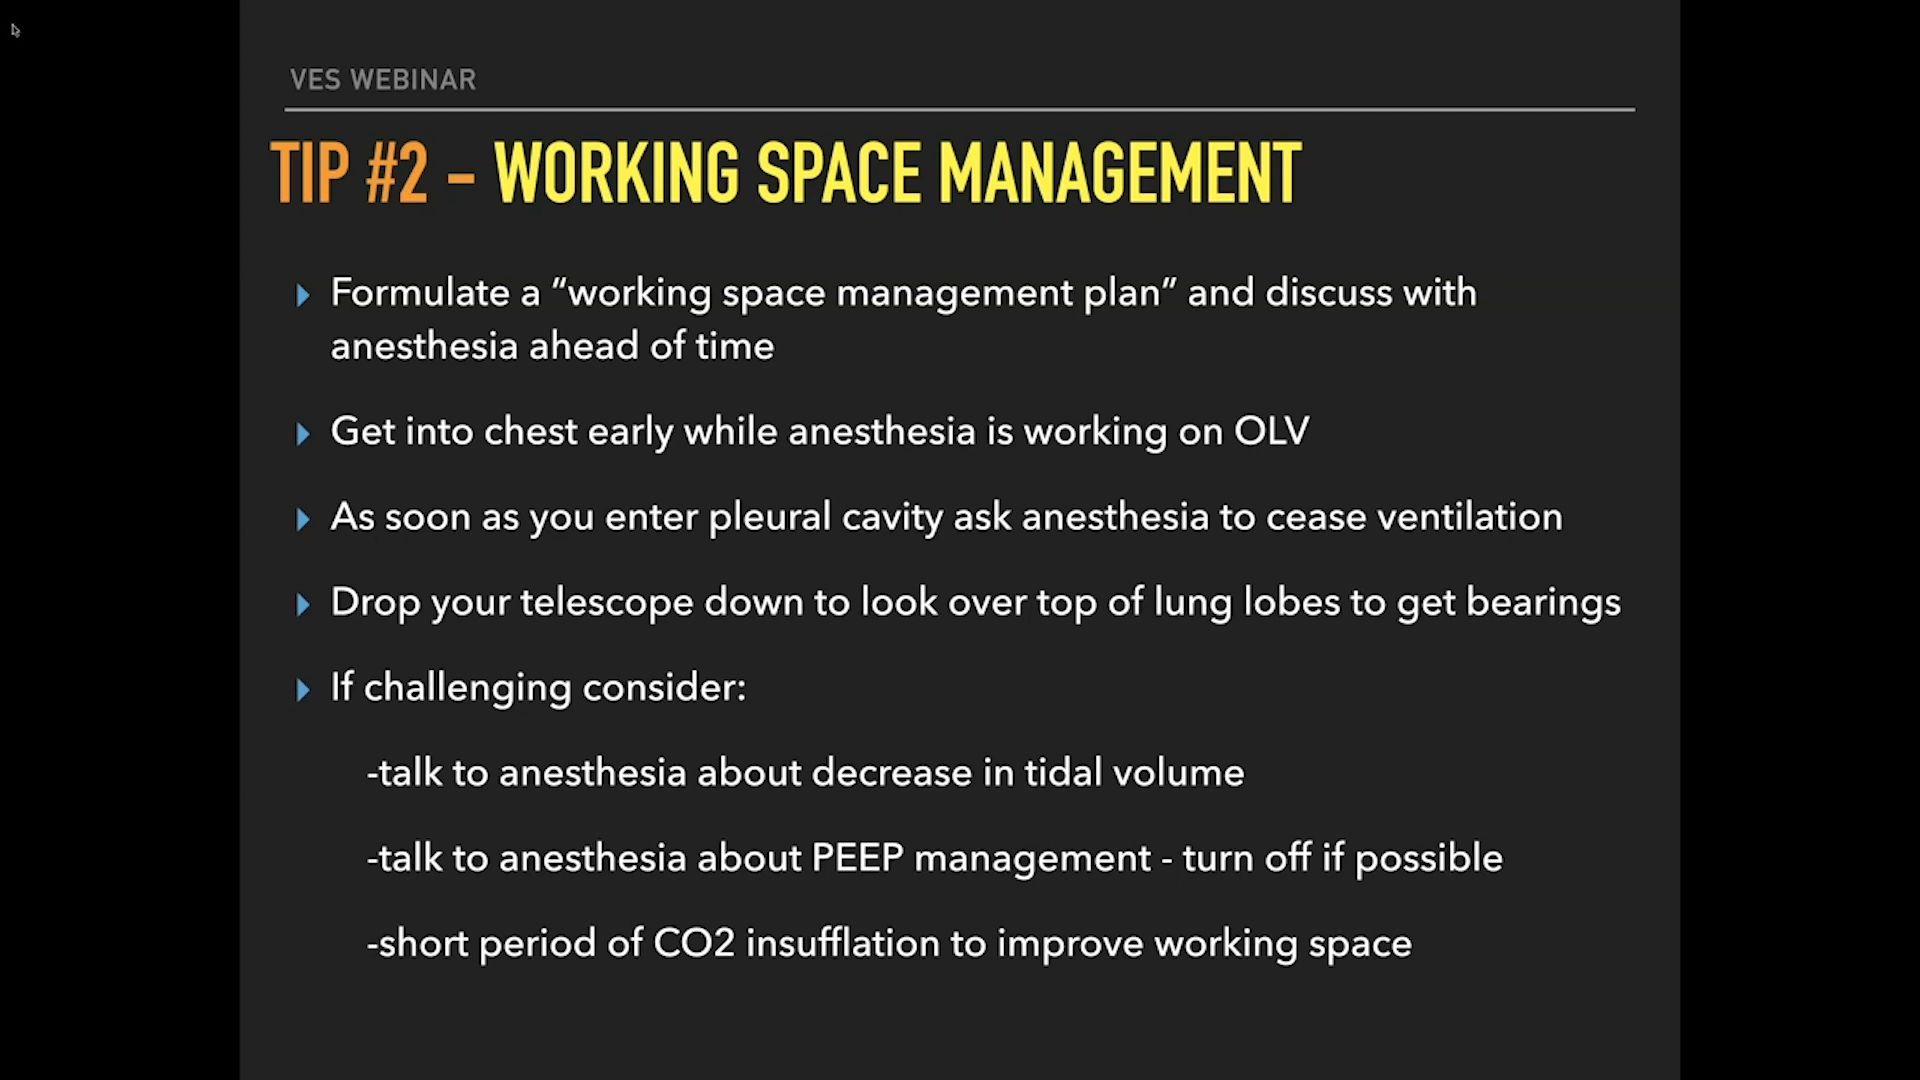 VES WEBINAR
TIP #2 - WORKING SPACE MANAGEMENT
Formulate a “working space management plan” and discuss with
anesthesia ahead of time
Get into chest early while anesthesia is working on OLV
As soon as you enter pleural cavity ask anesthesia to cease ventilation
Drop your telescope down to look over top of lung lobes to get bearings
If challenging consider:
-talk to anesthesia about decrease in tidal volume
-talk to anesthesia about PEEP management - turn off if possible
-short period of CO2 insufflation to improve working space